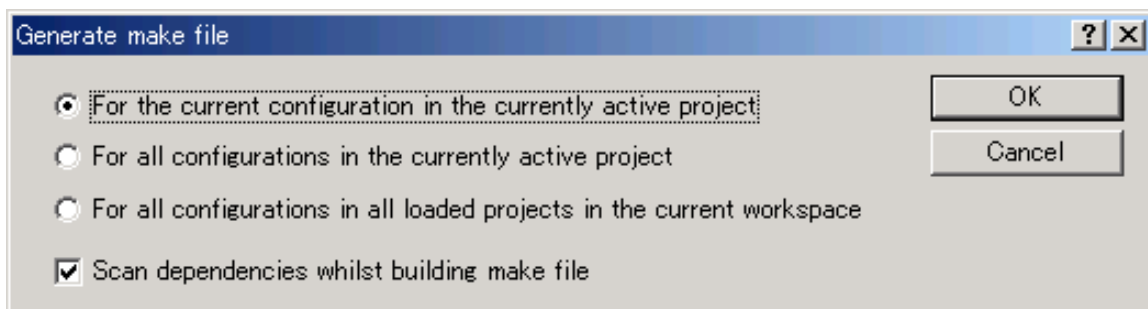 Generate make file
For the current configuration in the currently active project
OK
For all configurations in the currently active project
Cancel
For all configurations in all loaded projects in the current workspace
Scan dependencies whilst building make file